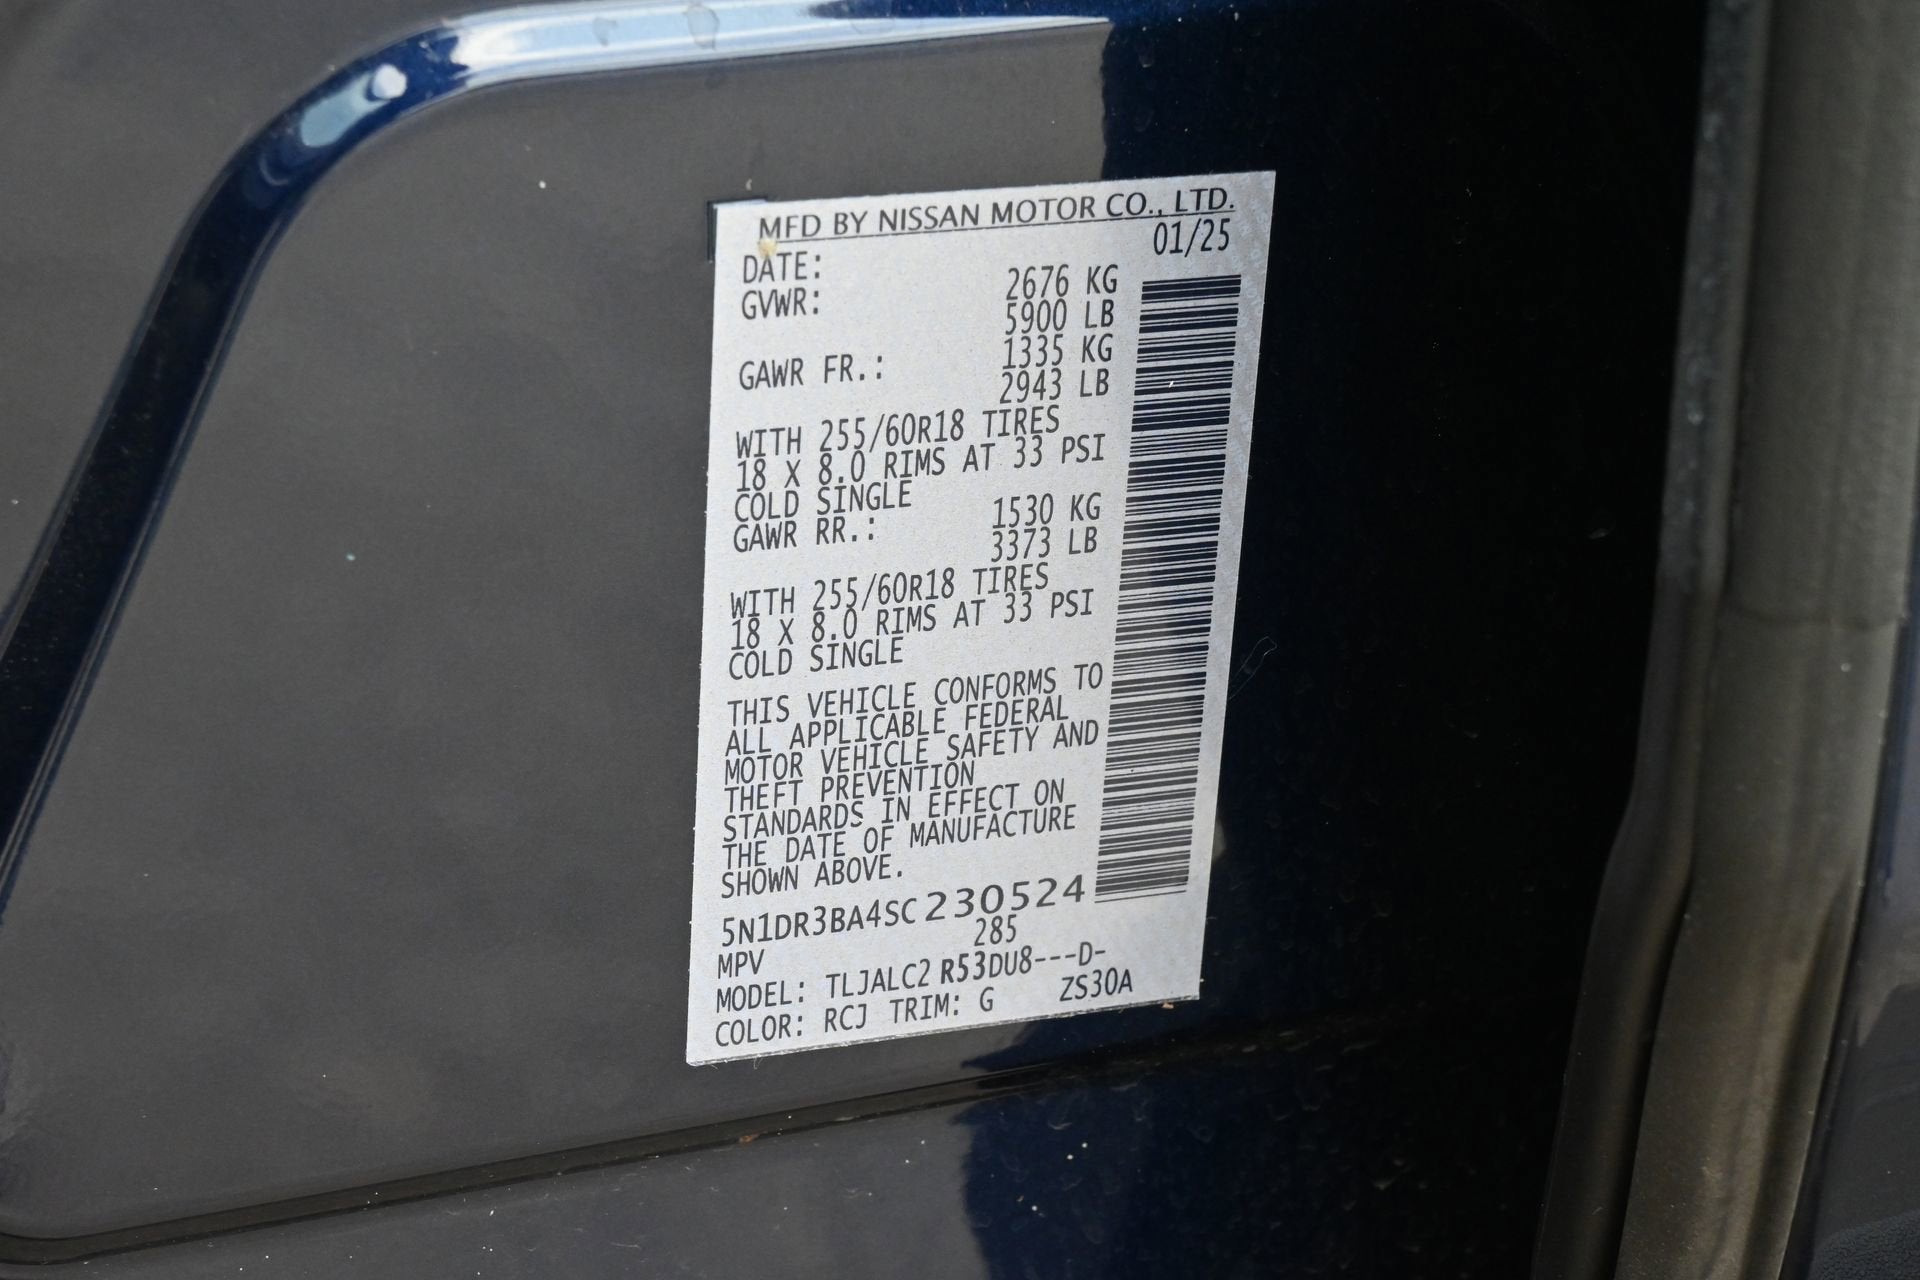 MFD BY NISSAN MOTOR CO., LTD.
DATE: 01/25
GVWR: 2676 KG
5900 LB
GAWR FR.: 1335 KG
2943 LB
WITH 255/60R18 TIRES
18 X 8.0 RIMS AT 33 PSI
COLD SINGLE
GAWR RR.: 1530 KG
3373 LB
WITH 255/60R18 TIRES
18 X 8.0 RIMS AT 33 PSI
COLD SINGLE
THIS VEHICLE CONFORMS TO
ALL APPLICABLE FEDERAL
MOTOR VEHICLE SAFETY AND
THEFT PREVENTION
STANDARDS IN EFFECT ON
THE DATE OF MANUFACTURE
SHOWN ABOVE.
5N1DR3BA4SC230524
MPV 285
MODEL: TLJALC2 R53DU8---D-
COLOR: RCJ TRIM: G ZS30A